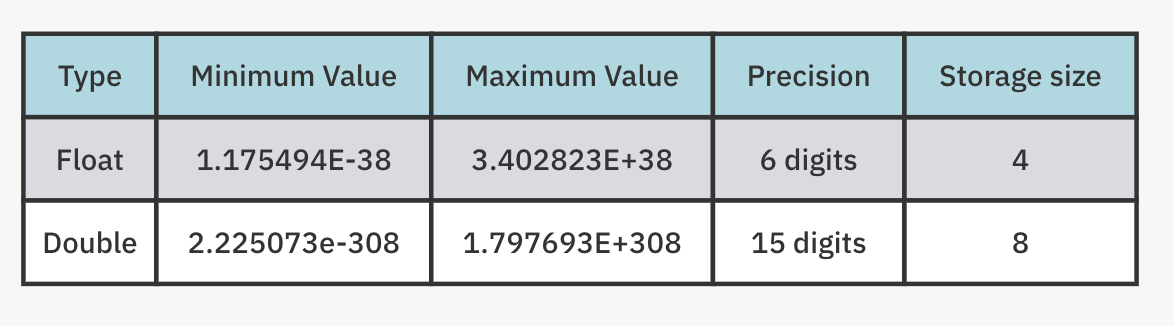 Type Minimum Value Maximum Value Precision Storage size
Float 1.175494E-38 3.402823E+38 6 digits 4
Double 2.225073e-308 1.797693E+308 15 digits 8